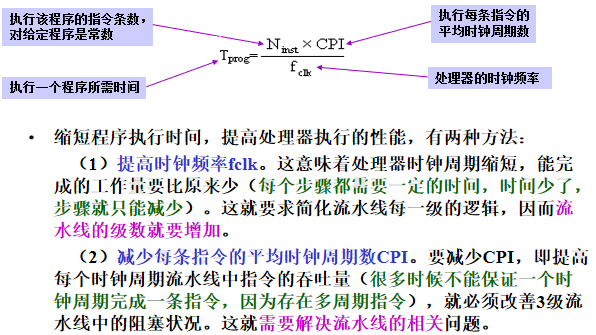 执行该程序的指令条数，
对给定程序是常数
执行每条指令的
平均时钟周期数
Tprog=
Ninst × CPI
fclk
执行一个程序所需时间
处理器的时钟频率
• 缩短程序执行时间，提高处理器执行的性能，有两种方法：
（1）提高时钟频率fclk。这意味着处理器时钟周期缩短，能完
成的工作量要比原来少（每个步骤都需要一定的时间，时间少了，
步骤就只能减少）。这就要求简化流水线每一级的逻辑，因而流
水线的级数就要增加。
（2）减少每条指令的平均时钟周期数CPI。要减少CPI，即提高
每个时钟周期流水线中指令的吞吐量（很多时候不能保证一个时
钟周期完成一条指令，因为存在多周期指令），就必须改善3级流
水线中的阻塞状况。这就需要解决流水线的相关问题。